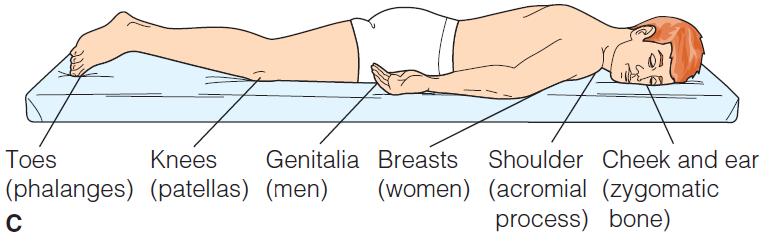 Toes Knees Genitalia Breasts Shoulder Cheek and ear
(phalanges) (patellas) (men) (women) (acromial (zygomatic
C process) bone)